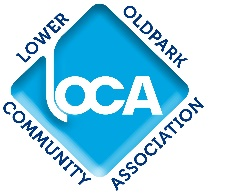 LOWER
OLDPARK
LOCA
COMMUNITY
ASSOCIATION